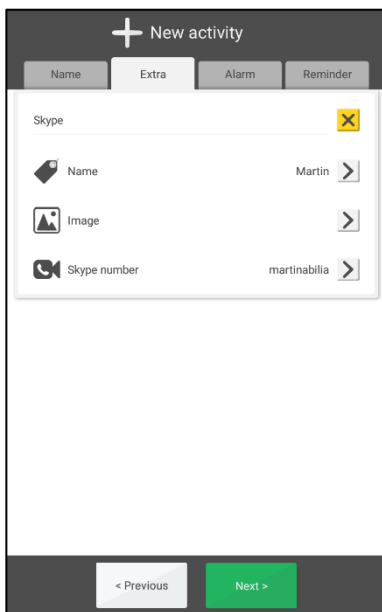 New activity
Name Extra Alarm Reminder
Skype
Name Martin
Image
Skype number martinabilia
< Previous Next >